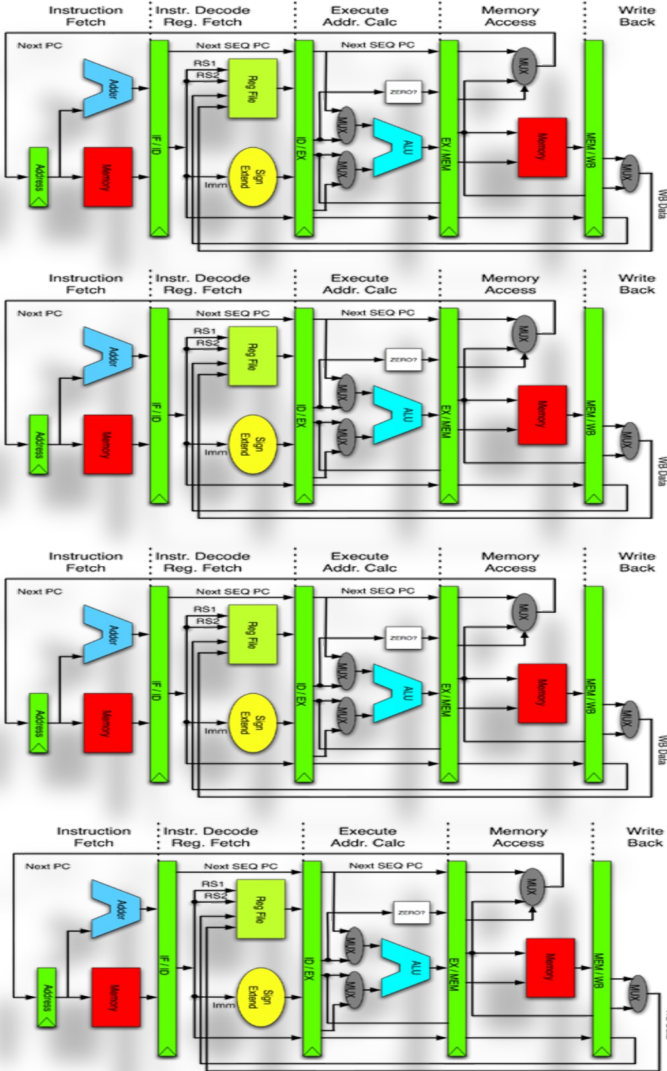 Instruction Fetch
Instr. Decode Reg. Fetch
Execute Addr. Calc
Memory Access
Write Back
Next PC
Next SEQ PC
Next SEQ PC
RS1
RS2
Imm
Adder
Address
Memory
IF / ID
Reg File
Sign Extend
ID / EX
MUX
MUX
ZERO?
ALU
EX / MEM
MUX
Memory
MEM / WB
MUX
WB Data
Instruction Fetch
Instr. Decode Reg. Fetch
Execute Addr. Calc
Memory Access
Write Back
Next PC
Next SEQ PC
Next SEQ PC
RS1
RS2
Imm
Adder
Address
Memory
IF / ID
Reg File
Sign Extend
ID / EX
MUX
MUX
ZERO?
ALU
EX / MEM
MUX
Memory
MEM / WB
MUX
WB Data
Instruction Fetch
Instr. Decode Reg. Fetch
Execute Addr. Calc
Memory Access
Write Back
Next PC
Next SEQ PC
Next SEQ PC
RS1
RS2
Imm
Adder
Address
Memory
IF / ID
Reg File
Sign Extend
ID / EX
MUX
MUX
ZERO?
ALU
EX / MEM
MUX
Memory
MEM / WB
MUX
WB Data
Instruction Fetch
Instr. Decode Reg. Fetch
Execute Addr. Calc
Memory Access
Write Back
Next PC
Next SEQ PC
Next SEQ PC
RS1
RS2
Imm
Adder
Address
Memory
IF / ID
Reg File
Sign Extend
ID / EX
MUX
MUX
ZERO?
ALU
EX / MEM
MUX
Memory
MEM / WB
MUX